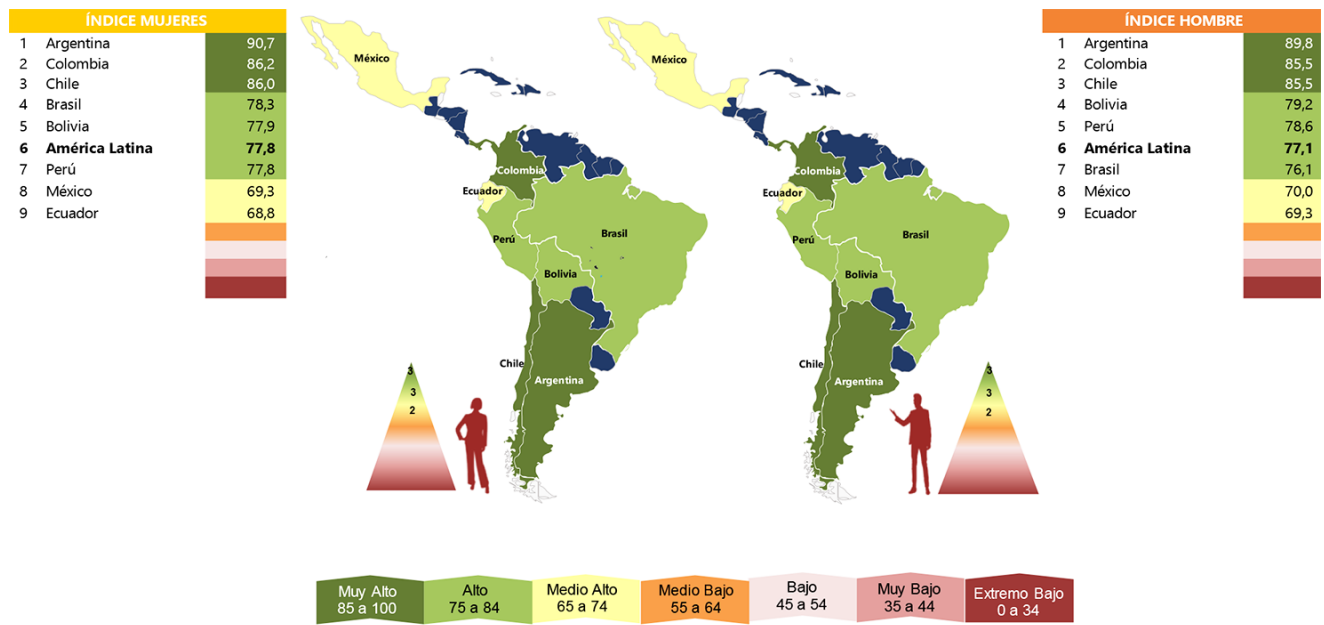 ÍNDICE MUJERES
1 Argentina 90,7
2 Colombia 86,2
3 Chile 86,0
4 Brasil 78,3
5 Bolivia 77,9
6 América Latina 77,8
7 Perú 77,8
8 México 69,3
9 Ecuador 68,8
México
Colombia
Ecuador
Perú
Brasil
Bolivia
Chile
Argentina
3
3
2
México
Colombia
Ecuador
Perú
Brasil
Bolivia
Chile
Argentina
3
3
2
ÍNDICE HOMBRE
1 Argentina 89,8
2 Colombia 85,5
3 Chile 85,5
4 Bolivia 79,2
5 Perú 78,6
6 América Latina 77,1
7 Brasil 76,1
8 México 70,0
9 Ecuador 69,3
Muy Alto
85 a 100
Alto
75 a 84
Medio Alto
65 a 74
Medio Bajo
55 a 64
Bajo
45 a 54
Muy Bajo
35 a 44
Extremo Bajo
0 a 34